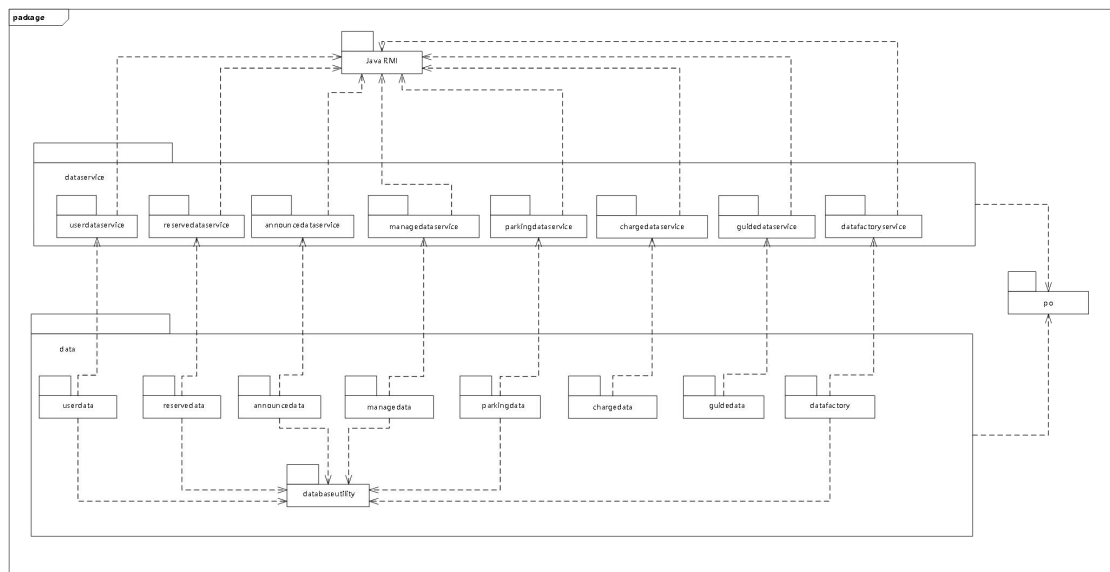 package
Java RMI
dataservice
userdataservice
reservedataservice
announcedataservice
managedataservice
parkingdataservice
chargedataservice
guidedataservice
datafactoryservice
po
data
userdata
reservedata
announcedata
managedata
parkingdata
chargedata
guidedata
datafactory
databaseutility